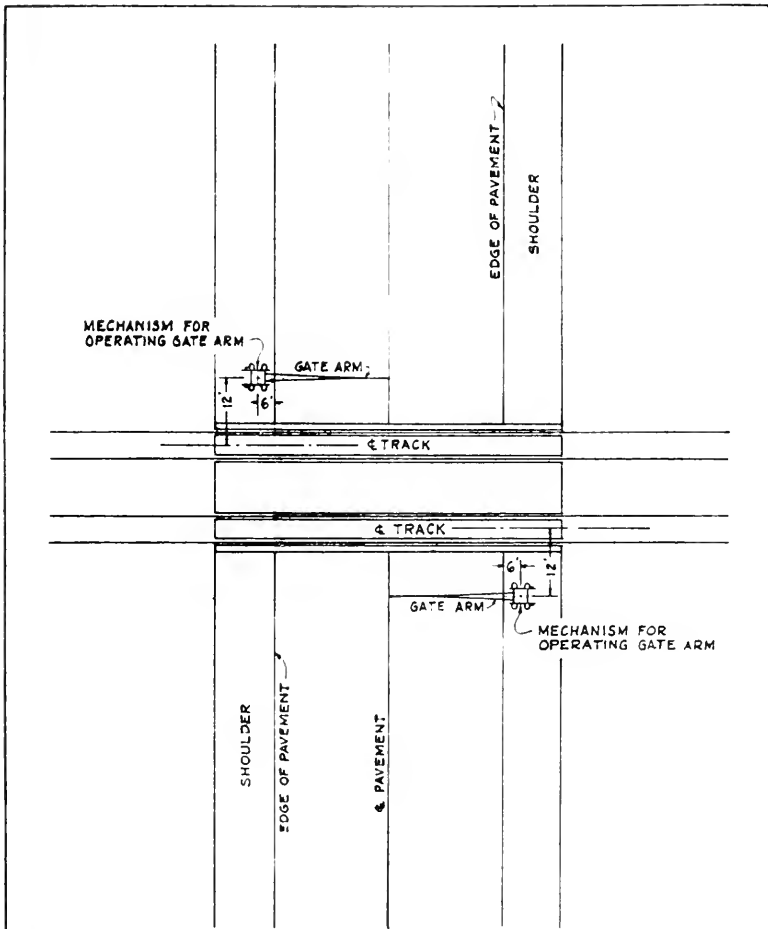 EDGE OF PAVEMENT
SHOULDER
MECHANISM FOR
OPERATING GATE ARM
GATE ARM
12'
6'
℄ TRACK
℄ TRACK
6'
12'
GATE ARM
MECHANISM FOR
OPERATING GATE ARM
SHOULDER
EDGE OF PAVEMENT
℄ PAVEMENT